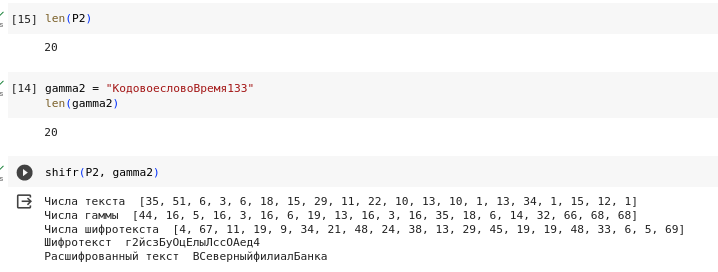 [15] len(P2)
20
[14] gamma2 = "КодовоесловоВремя133"
len(gamma2)
20
shifr(P2, gamma2)
Числа текста [35, 51, 6, 3, 6, 18, 15, 29, 11, 22, 10, 13, 10, 1, 13, 34, 1, 15, 12, 1]
Числа гаммы [44, 16, 5, 16, 3, 16, 6, 19, 13, 16, 3, 16, 35, 18, 6, 14, 32, 66, 68, 68]
Числа шифротекста [4, 67, 11, 19, 9, 34, 21, 48, 24, 38, 13, 29, 45, 19, 19, 48, 33, 6, 5, 69]
Шифротекст г2йсзБуОцЕлыЛссОАед4
Расшифрованный текст ВСеверныйфилиалБанка